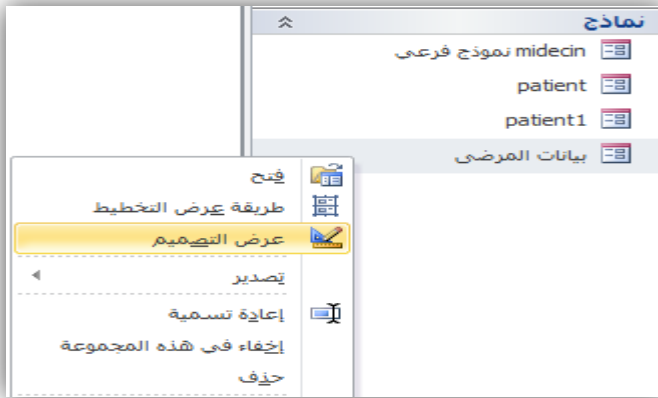 نماذج
midecin نموذج فرعي
patient
patient1
بيانات المرضى
فتح
طريقة عرض التخطيط
عرض التصميم
تصدير
إعادة تسمية
إخفاء في هذه المجموعة
حذف